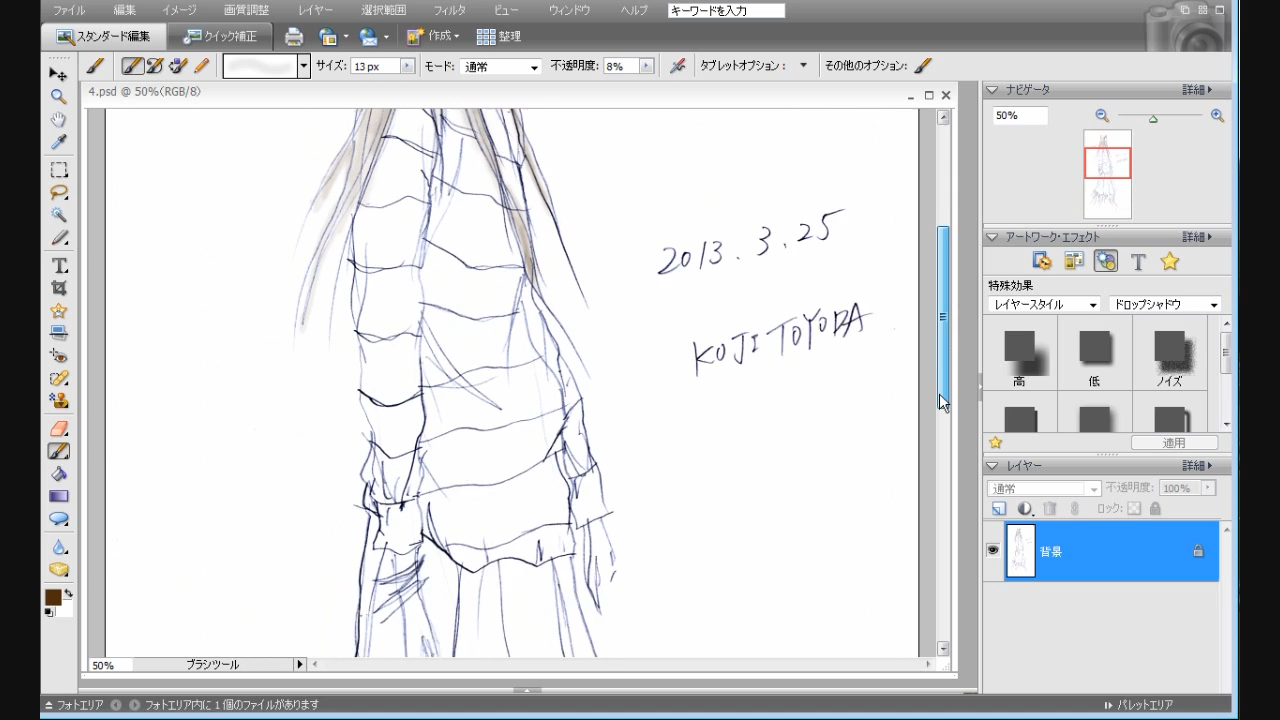 ファイル 編集 イメージ 画質調整 レイヤー 選択範囲 フィルタ ビュー ウィンドウ ヘルプ キーワードを入力
スタンダード編集 クイック補正 作成 整理
サイズ: 13 px モード: 通常 不透明度: 8% タブレットオプション: その他のオプション:
4.psd @ 50%(RGB/8)
ナビゲータ 詳細
50%
アートワーク・エフェクト 詳細
特殊効果
レイヤースタイル ドロップシャドウ
高 低 ノイズ
適用
レイヤー 詳細
通常 不透明度: 100%
ロック:
背景
2013.3.25
KOJI TOYODA
50% ブラシツール
フォトエリア フォトエリア内に 1 個のファイルがあります パレットエリア